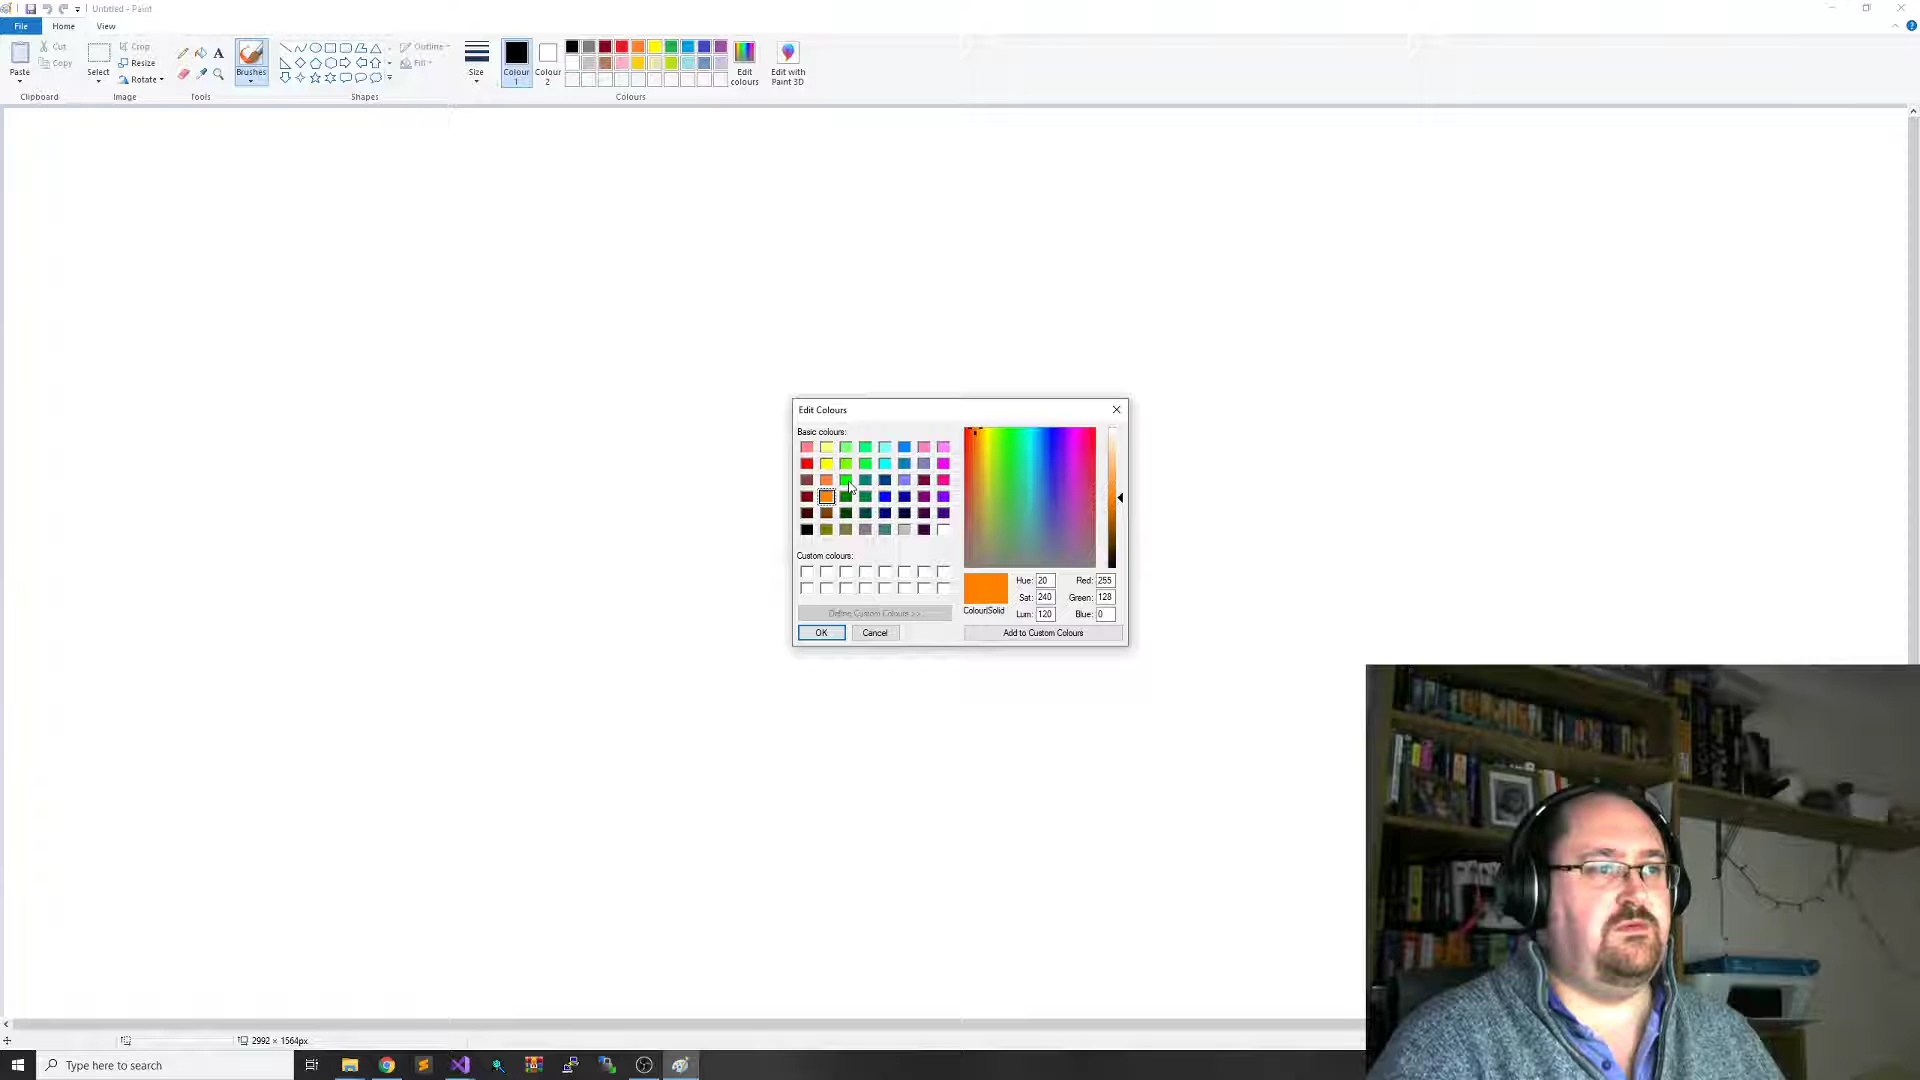 Untitled - Paint
File Home View
Paste
Cut
Copy
Clipboard
Select
Crop
Resize
Rotate
Image
A
Tools
Brushes
Outline
Fill
Shapes
Size
Colour 1
Colour 2
Edit colours
Colours
Edit with Paint 3D
Edit Colours
Basic colours:
Custom colours:
Define Custom Colours >>
OK Cancel
Colour|Solid
Hue: 20
Sat: 240
Lum: 120
Red: 255
Green: 128
Blue: 0
Add to Custom Colours
2992 × 1564px
Type here to search